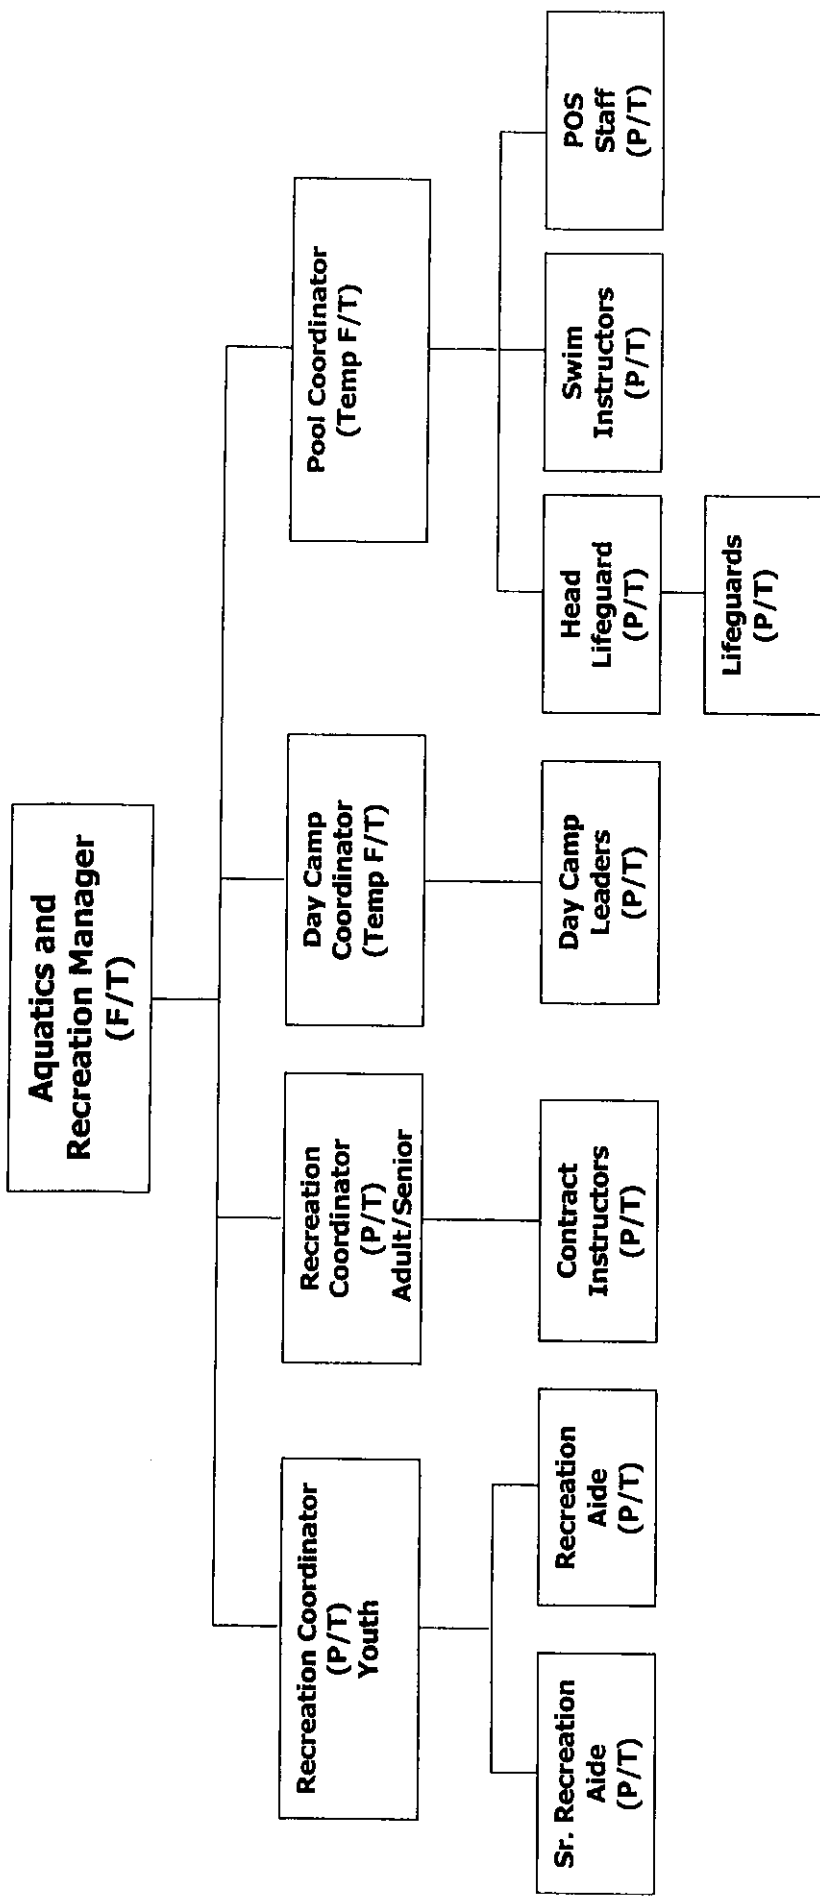 Aquatics and
Recreation Manager
(F/T)
Recreation Coordinator
(P/T)
Youth
Recreation
Coordinator
(P/T)
Adult/Senior
Day Camp
Coordinator
(Temp F/T)
Pool Coordinator
(Temp F/T)
Sr. Recreation
Aide
(P/T)
Recreation
Aide
(P/T)
Contract
Instructors
(P/T)
Day Camp
Leaders
(P/T)
Head
Lifeguard
(P/T)
Swim
Instructors
(P/T)
POS
Staff
(P/T)
Lifeguards
(P/T)